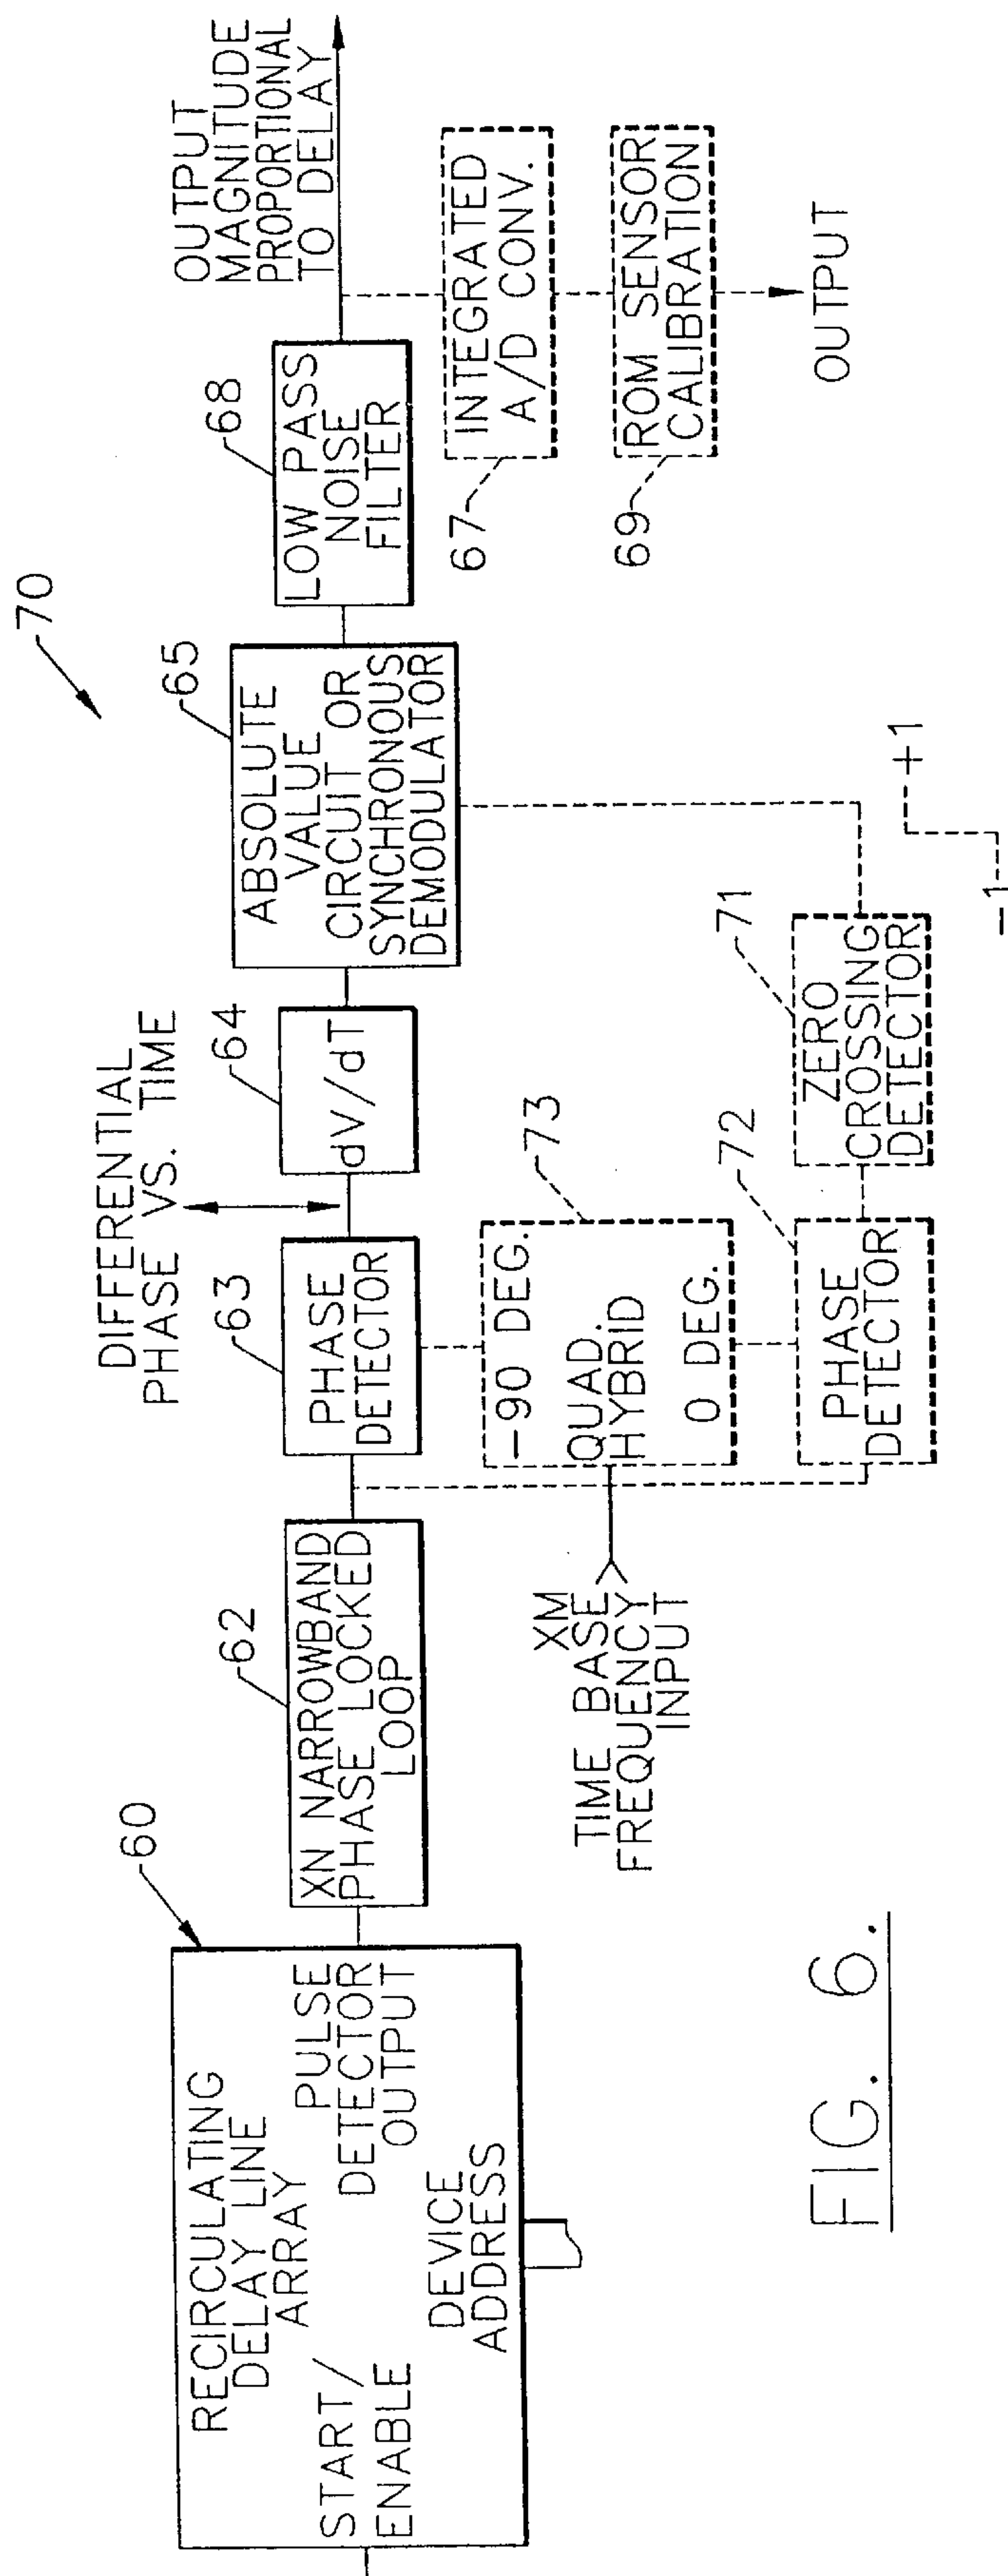 70
RECIRCULATING
DELAY LINE
ARRAY
START/
ENABLE
PULSE
DETECTOR
OUTPUT
DEVICE
ADDRESS
60
XN NARROWBAND
PHASE LOCKED
LOOP
62
PHASE
DETECTOR
63
DIFFERENTIAL
PHASE VS. TIME
dV/dT
64
ABSOLUTE
VALUE
CIRCUIT OR
SYNCHRONOUS
DEMODULATOR
65
LOW PASS
NOISE
FILTER
68
OUTPUT
MAGNITUDE
PROPORTIONAL
TO DELAY
INTEGRATED
A/D CONV.
67
ROM SENSOR
CALIBRATION
69
OUTPUT
XM
TIME BASE
FREQUENCY
INPUT
-90 DEG.
QUAD.
HYBRID
0 DEG.
73
PHASE
DETECTOR
72
ZERO
CROSSING
DETECTOR
71
+1
-1
FIG. 6.